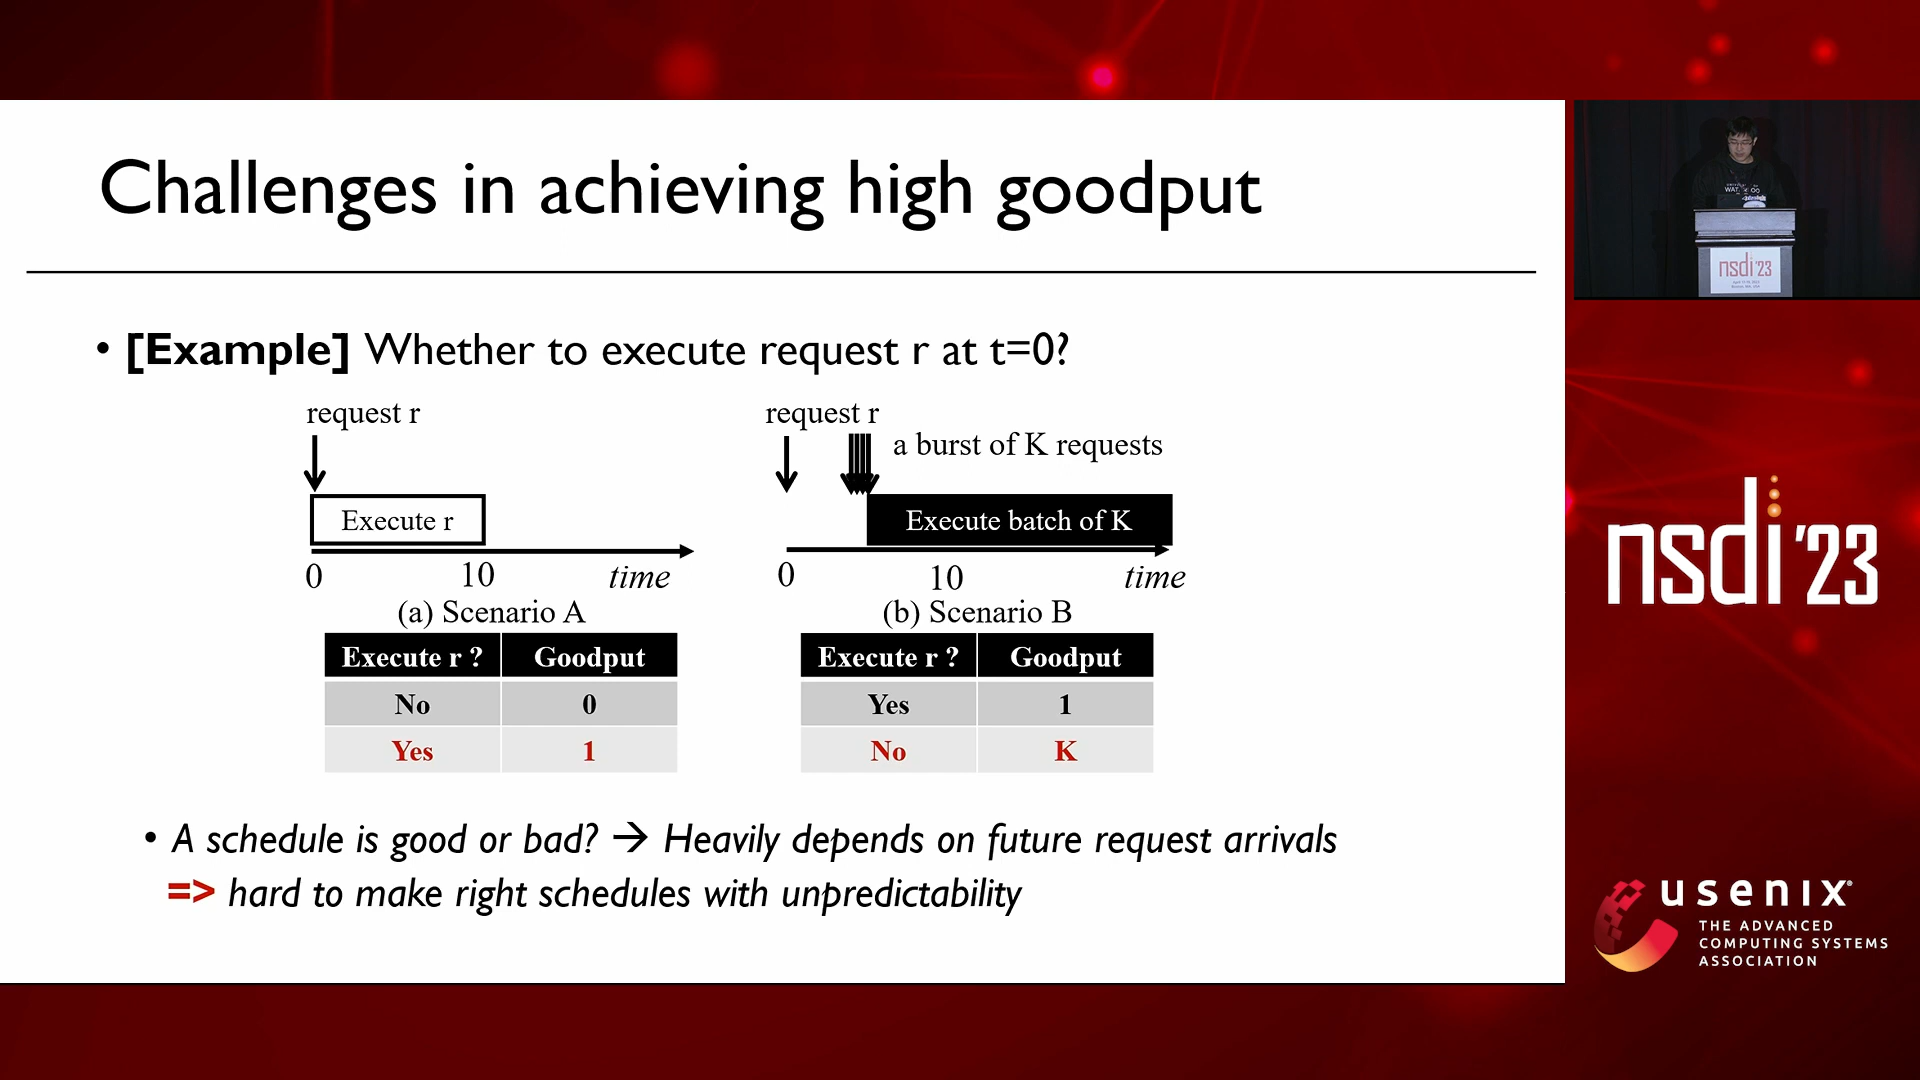 Challenges in achieving high goodput
• [Example] Whether to execute request r at t=0?
request r
Execute r
0 10 time
(a) Scenario A
Execute r ? Goodput
No 0
Yes 1
request r
a burst of K requests
Execute batch of K
0 10 time
(b) Scenario B
Execute r ? Goodput
Yes 1
No K
• A schedule is good or bad? → Heavily depends on future request arrivals
=> hard to make right schedules with unpredictability
nsdi '23
nsdi '23
usenix®
THE ADVANCED
COMPUTING SYSTEMS
ASSOCIATION